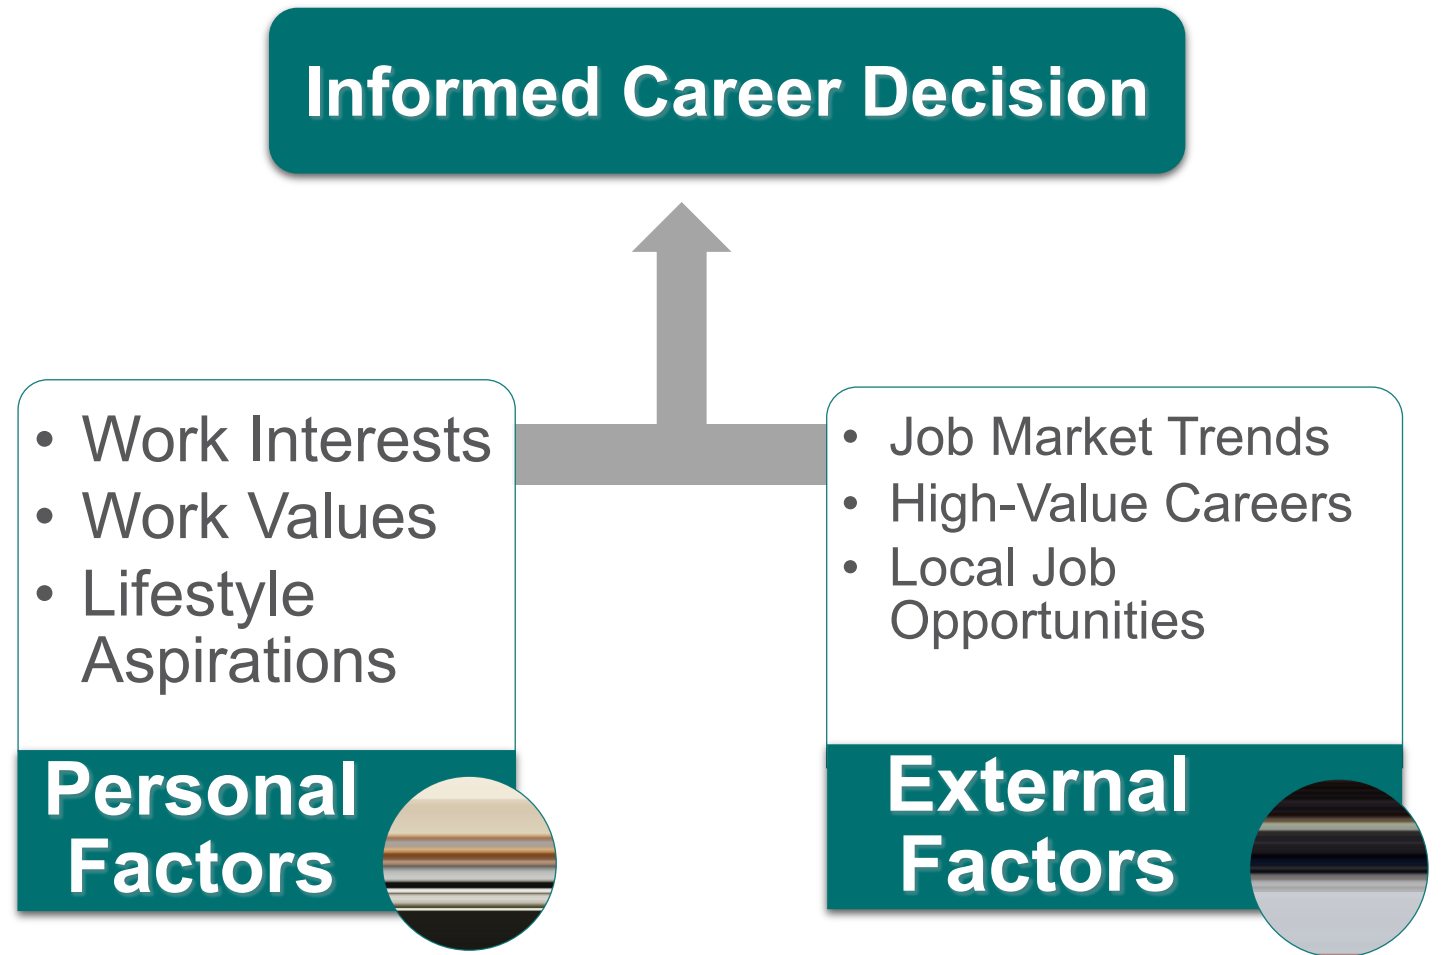 Informed Career Decision
• Work Interests
• Work Values
• Lifestyle
Aspirations
Personal
Factors
• Job Market Trends
• High-Value Careers
• Local Job
Opportunities
External
Factors